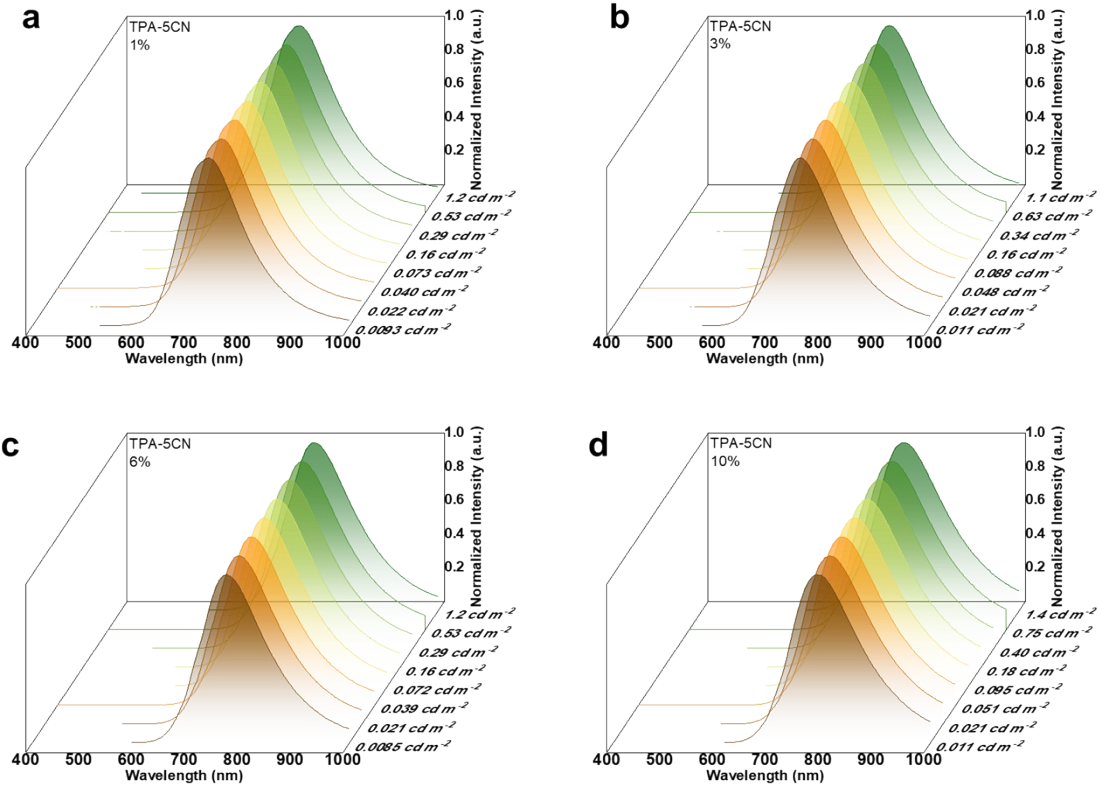 a
TPA-5CN
1%
1.0
0.8
0.6
0.4
0.2
Normalized Intensity (a.u.)
1.2 cd m-2
0.53 cd m-2
0.29 cd m-2
0.16 cd m-2
0.073 cd m-2
0.040 cd m-2
0.022 cd m-2
0.0093 cd m-2
400 500 600 700 800 900 1000
Wavelength (nm)
b
TPA-5CN
3%
1.0
0.8
0.6
0.4
0.2
Normalized Intensity (a.u.)
1.1 cd m-2
0.63 cd m-2
0.34 cd m-2
0.16 cd m-2
0.088 cd m-2
0.048 cd m-2
0.021 cd m-2
0.011 cd m-2
400 500 600 700 800 900 1000
Wavelength (nm)
c
TPA-5CN
6%
1.0
0.8
0.6
0.4
0.2
Normalized Intensity (a.u.)
1.2 cd m-2
0.53 cd m-2
0.29 cd m-2
0.16 cd m-2
0.072 cd m-2
0.039 cd m-2
0.021 cd m-2
0.0085 cd m-2
400 500 600 700 800 900 1000
Wavelength (nm)
d
TPA-5CN
10%
1.0
0.8
0.6
0.4
0.2
Normalized Intensity (a.u.)
1.4 cd m-2
0.75 cd m-2
0.40 cd m-2
0.18 cd m-2
0.095 cd m-2
0.051 cd m-2
0.021 cd m-2
0.011 cd m-2
400 500 600 700 800 900 1000
Wavelength (nm)